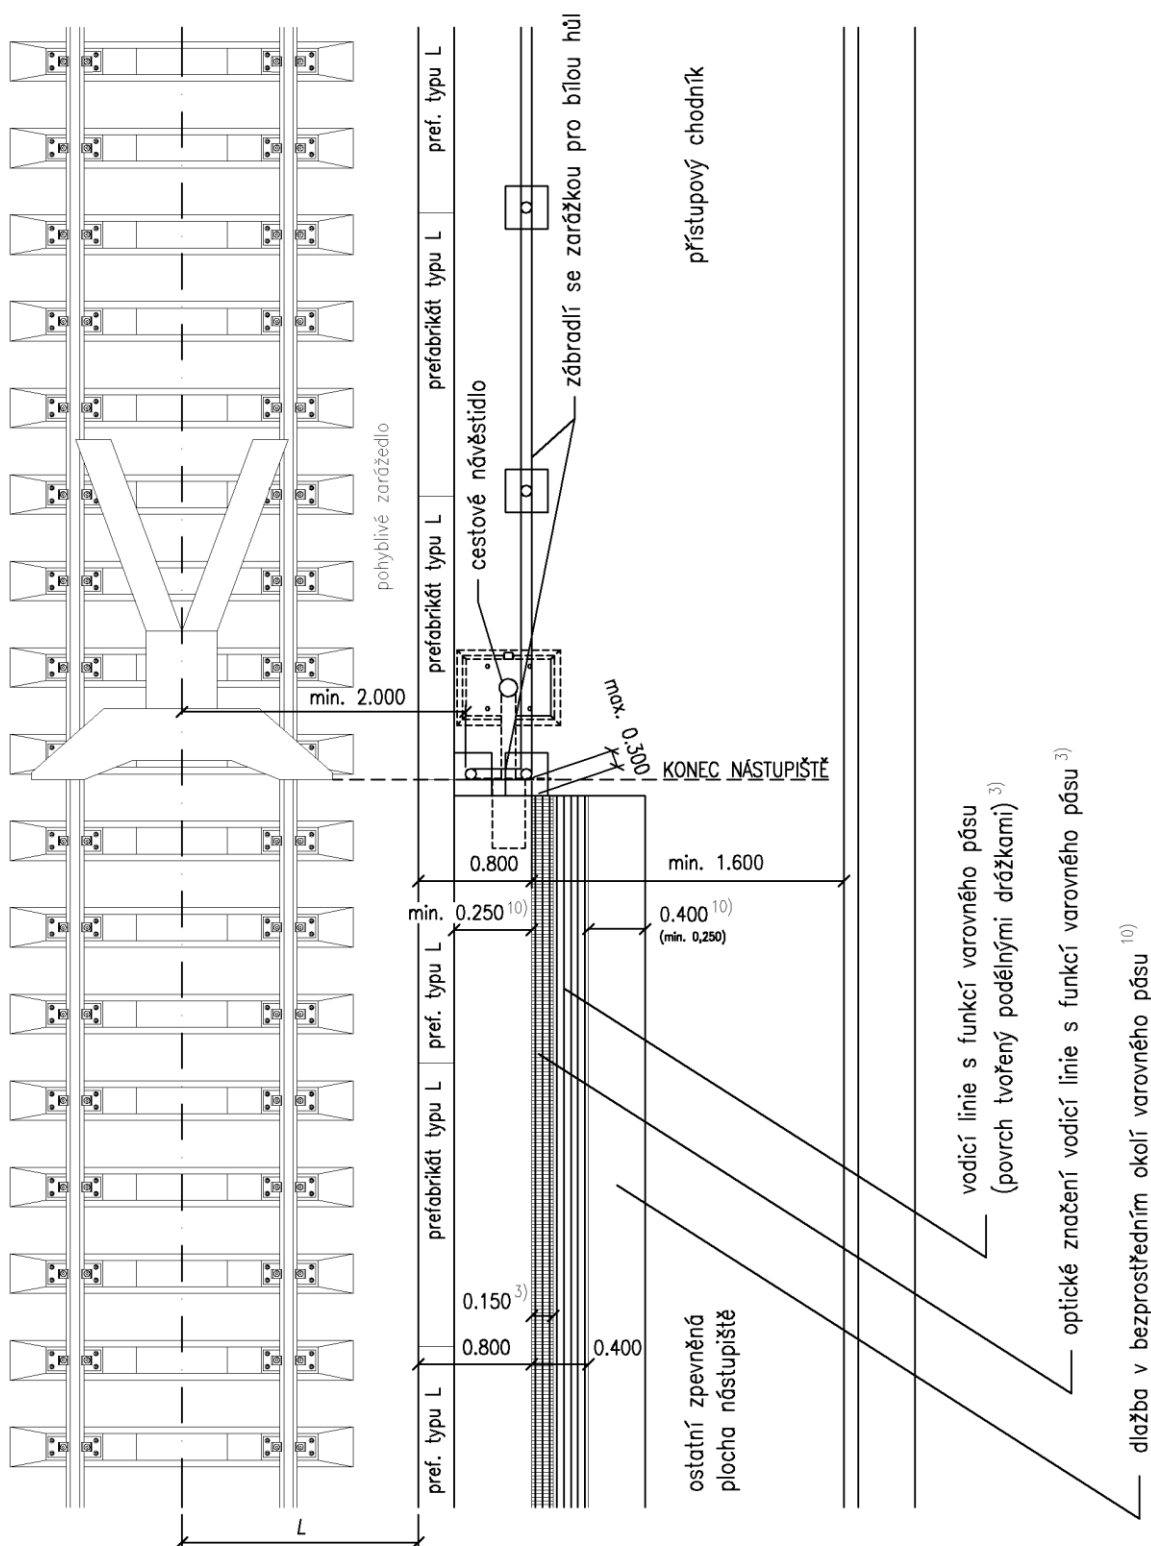 pref. typu L
prefabrikát typu L
prefabrikát typu L
pohyblivé zarážedlo
cestové návěstidlo
zábradlí se zarážkou pro bílou hůl
přístupový chodník
min. 2.000
max. 0.300
KONEC NÁSTUPIŠTĚ
0.800
min. 1.600
min. 0.250 10)
0.400 10)
(min. 0,250)
pref. typu L
prefabrikát typu L
pref. typu L
0.150 3)
0.800
0.400
ostatní zpevněná
plocha nástupiště
vodicí linie s funkcí varovného pásu
(povrch tvořený podélnými drážkami) 3)
optické značení vodicí linie s funkcí varovného pásu 3)
dlažba v bezprostředním okolí varovného pásu 10)
L